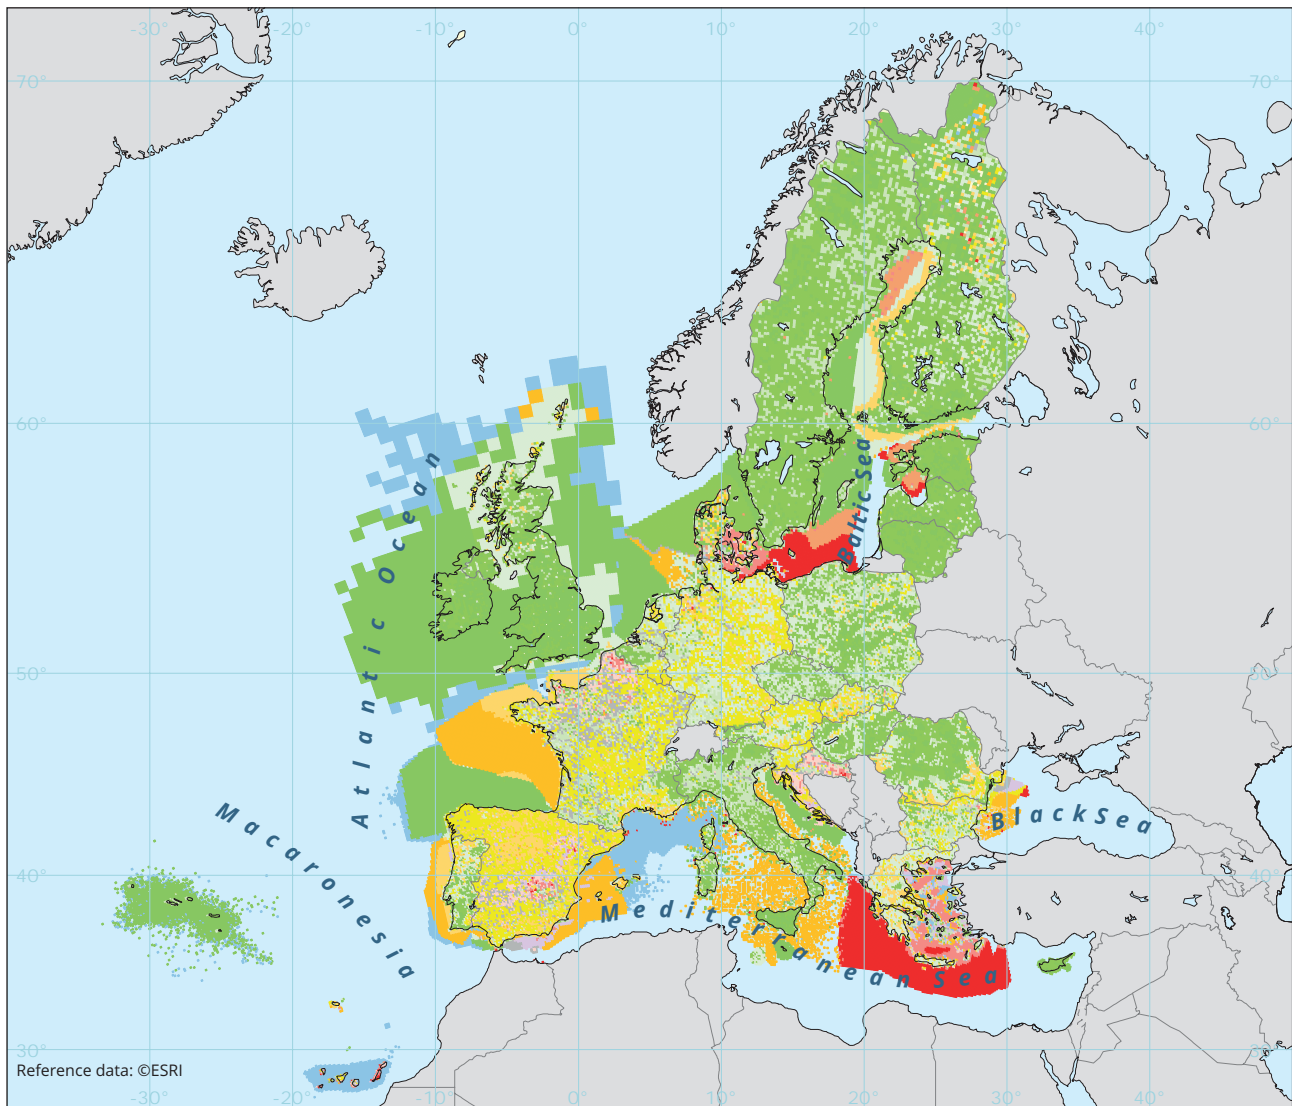 -30° -20° -10° 0° 10° 20° 30° 40°
70° 70°
60° 60°
50° 50°
40° 40°
30° 30°
Atlantic Ocean
Baltic Sea
Macaronesia
Black Sea
Mediterranean Sea
Reference data: ©ESRI
-30° -20° -10° 0° 10° 20° 30° 40°